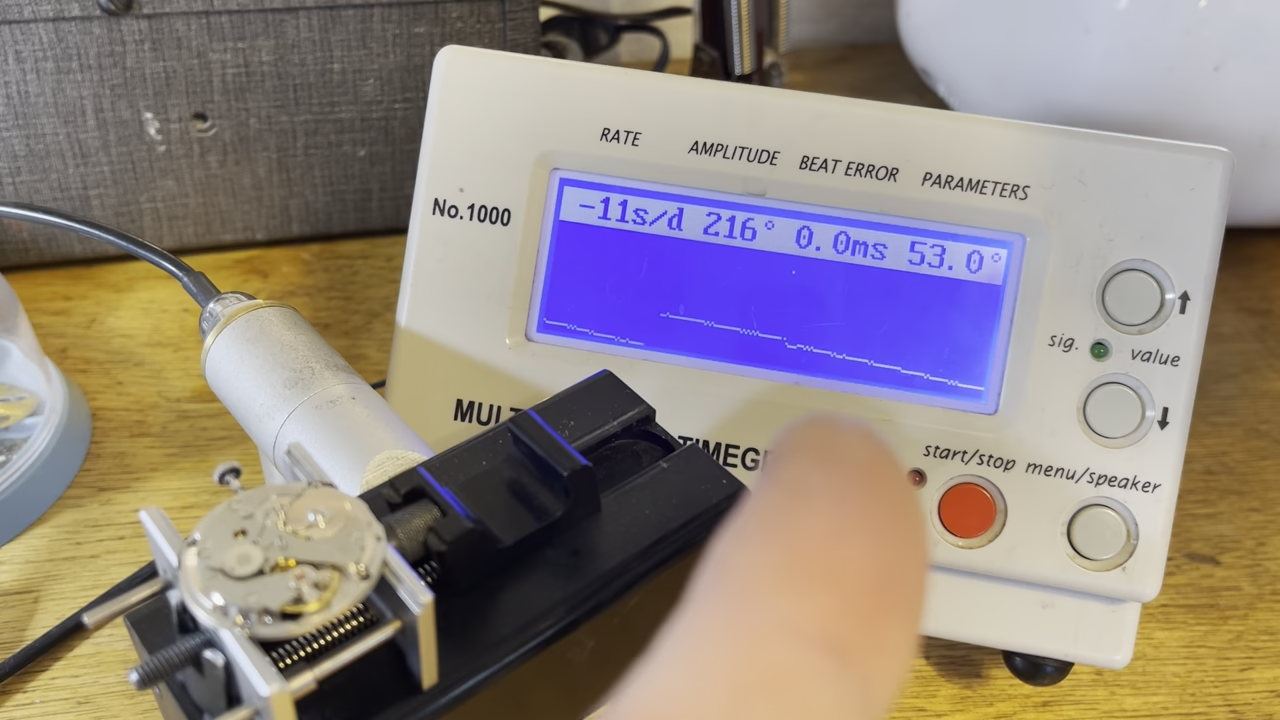 RATE AMPLITUDE BEAT ERROR PARAMETERS
No.1000
-11s/d 216° 0.0ms 53.0°
sig. value
start/stop menu/speaker